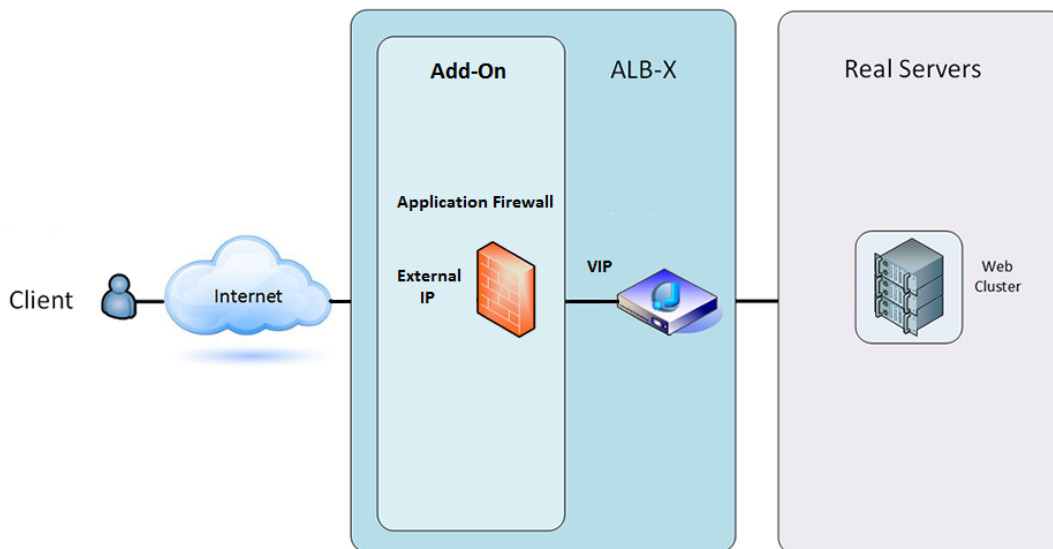 Add-On
ALB-X
Real Servers
Application Firewall
External
IP
VIP
Web
Cluster
Client
Internet